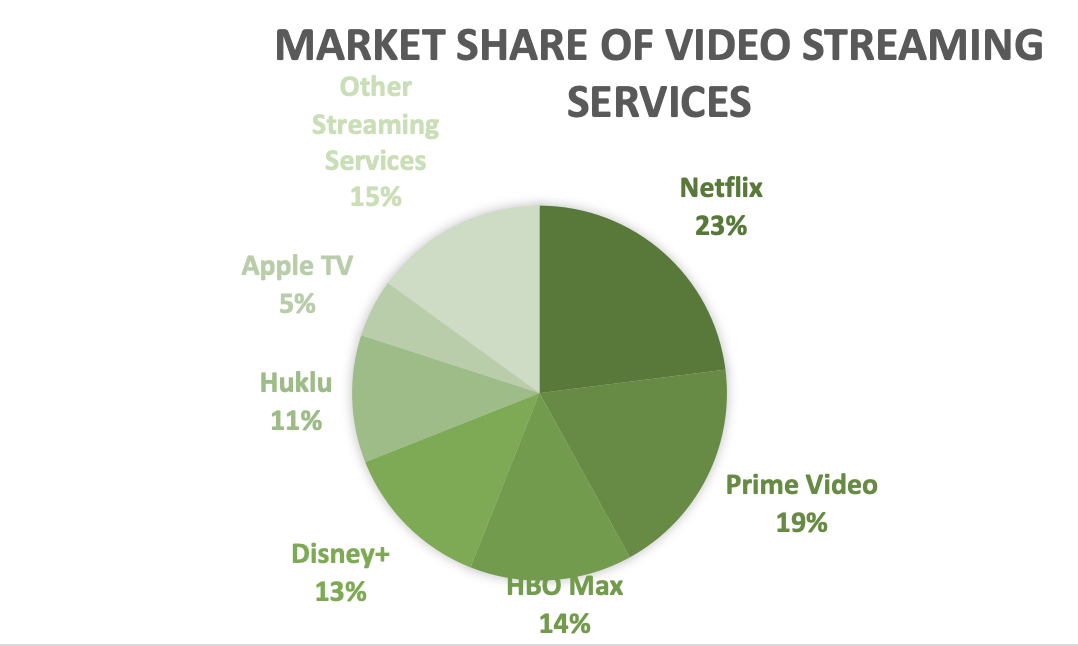 MARKET SHARE OF VIDEO STREAMING
SERVICES
Other
Streaming
Services
15%
Netflix
23%
Apple TV
5%
Huklu
11%
Prime Video
19%
Disney+
13%
HBO Max
14%